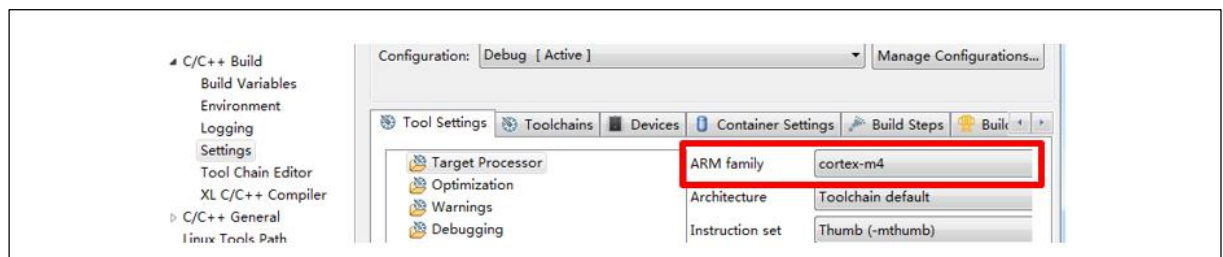 C/C++ Build
Build Variables
Environment
Logging
Settings
Tool Chain Editor
XL C/C++ Compiler
C/C++ General
Linux Tools Path
Configuration: Debug [ Active ] Manage Configurations...
Tool Settings Toolchains Devices Container Settings Build Steps Build
Target Processor
Optimization
Warnings
Debugging
ARM family cortex-m4
Architecture Toolchain default
Instruction set Thumb (-mthumb)